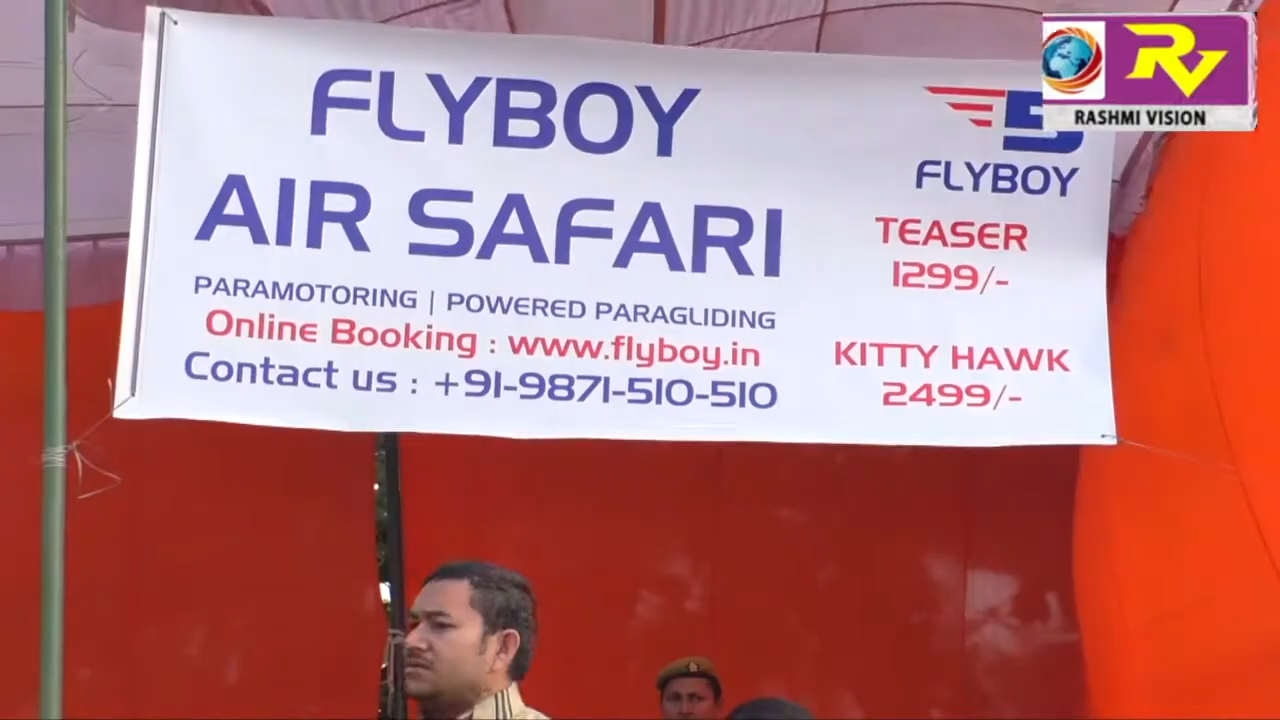 FLYBOY
AIR SAFARI
PARAMOTORING | POWERED PARAGLIDING
Online Booking : www.flyboy.in
Contact us : +91-9871-510-510
FLYBOY
TEASER
1299/-
KITTY HAWK
2499/-
RV
RASHMI VISION